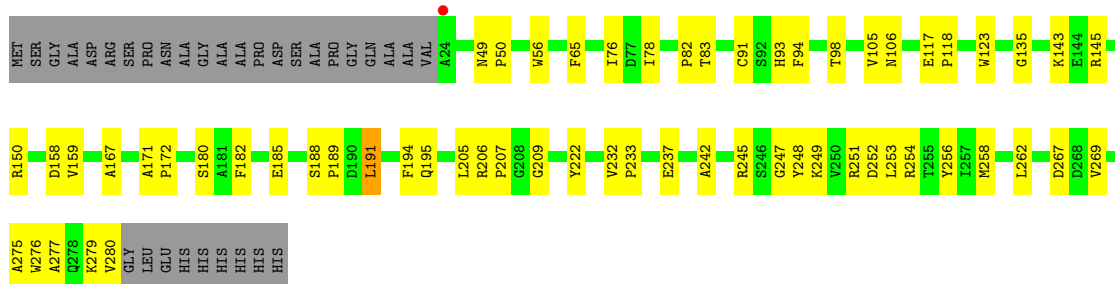 MET SER GLY ALA ASP ARG SER PRO ASN ALA GLY ALA ALA PRO ASP SER ALA PRO GLY GLN ALA ALA VAL A24 N49 P50 W56 F65 I76 D77 I78 P82 T83 C91 S92 H93 F94 T98 V105 N106 E117 P118 W123 G135 K143 E144 R145
R150 D158 V159 A167 A171 P172 S180 A181 F182 E185 S188 P189 D190 L191 F194 Q195 L205 R206 P207 G208 G209 Y222 V232 P233 E237 A242 R245 S246 G247 Y248 K249 V250 R251 D252 L253 R254 T255 Y256 I257 M258 L262 D267 D268 V269
A275 W276 A277 Q278 K279 V280 GLY LEU GLU HIS HIS HIS HIS HIS HIS